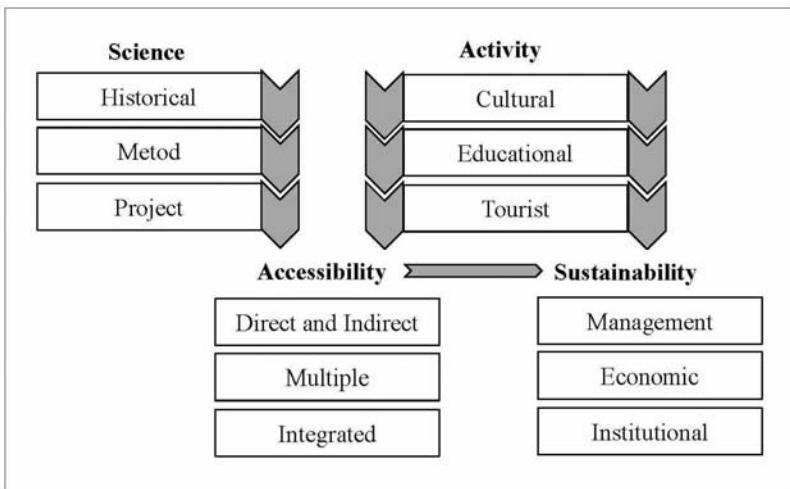 Science
Historical
Metod
Project
Activity
Cultural
Educational
Tourist
Accessibility
Direct and Indirect
Multiple
Integrated
Sustainability
Management
Economic
Institutional